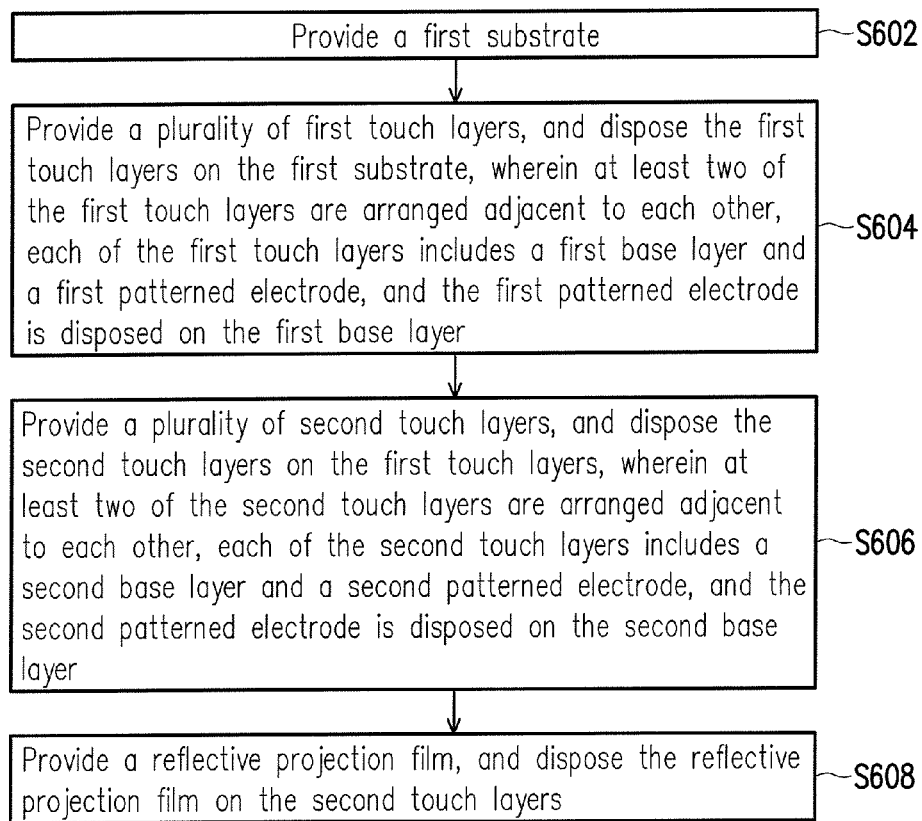 Provide a first substrate
S602
Provide a plurality of first touch layers, and dispose the first
touch layers on the first substrate, wherein at least two of
the first touch layers are arranged adjacent to each other,
each of the first touch layers includes a first base layer and
a first patterned electrode, and the first patterned electrode
is disposed on the first base layer
S604
Provide a plurality of second touch layers, and dispose the
second touch layers on the first touch layers, wherein at
least two of the second touch layers are arranged adjacent
to each other, each of the second touch layers includes a
second base layer and a second patterned electrode, and the
second patterned electrode is disposed on the second base
layer
S606
Provide a reflective projection film, and dispose the reflective
projection film on the second touch layers
S608